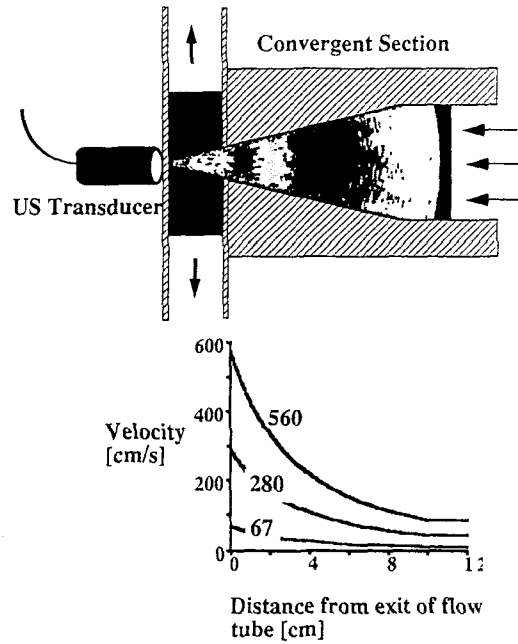 Convergent Section
US Transducer
600
400
200
0
Velocity
[cm/s]
560
280
67
0
4
8
12
Distance from exit of flow
tube [cm]